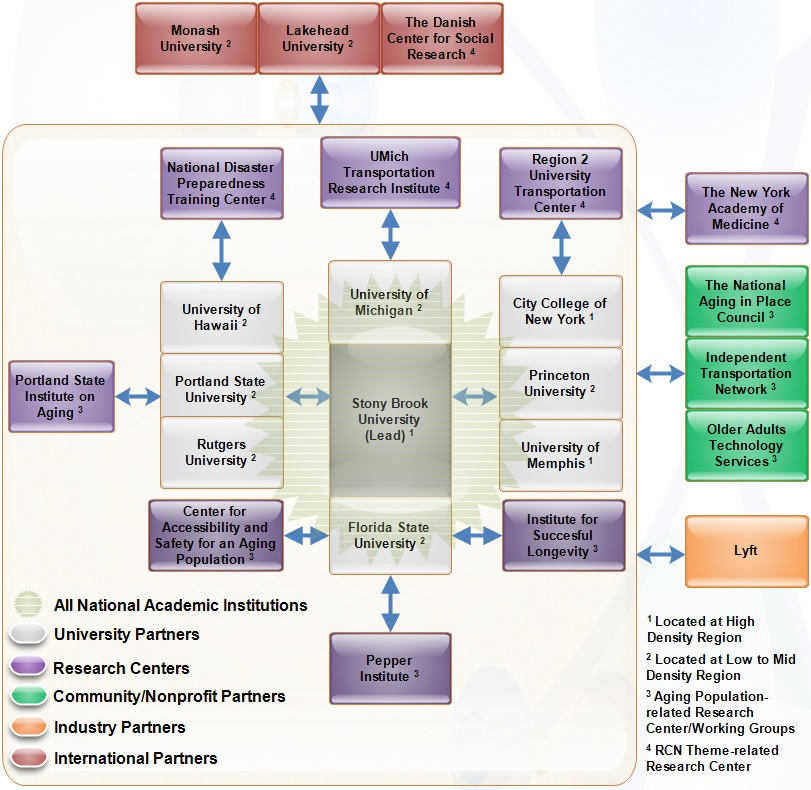 Monash
University 2
Lakehead
University 2
The Danish
Center for Social
Research 4
National Disaster
Preparedness
Training Center 4
UMich
Transportation
Research Institute 4
Region 2
University
Transportation
Center 4
The New York
Academy of
Medicine 4
University of
Hawaii 2
University of
Michigan 2
City College of
New York 1
The National
Aging in Place
Council 3
Portland State
Institute on
Aging 3
Portland State
University 2
Stony Brook
University
(Lead) 1
Princeton
University 2
Independent
Transportation
Network 3
Rutgers
University 2
University of
Memphis 1
Older Adults
Technology
Services 3
Center for
Accessibility and
Safety for an Aging
Population 3
Florida State
University 2
Institute for
Succesful
Longevity 3
Lyft
Pepper
Institute 3
All National Academic Institutions
University Partners
Research Centers
Community/Nonprofit Partners
Industry Partners
International Partners
1 Located at High
Density Region
2 Located at Low to Mid
Density Region
3 Aging Population-
related Research
Center/Working Groups
4 RCN Theme-related
Research Center